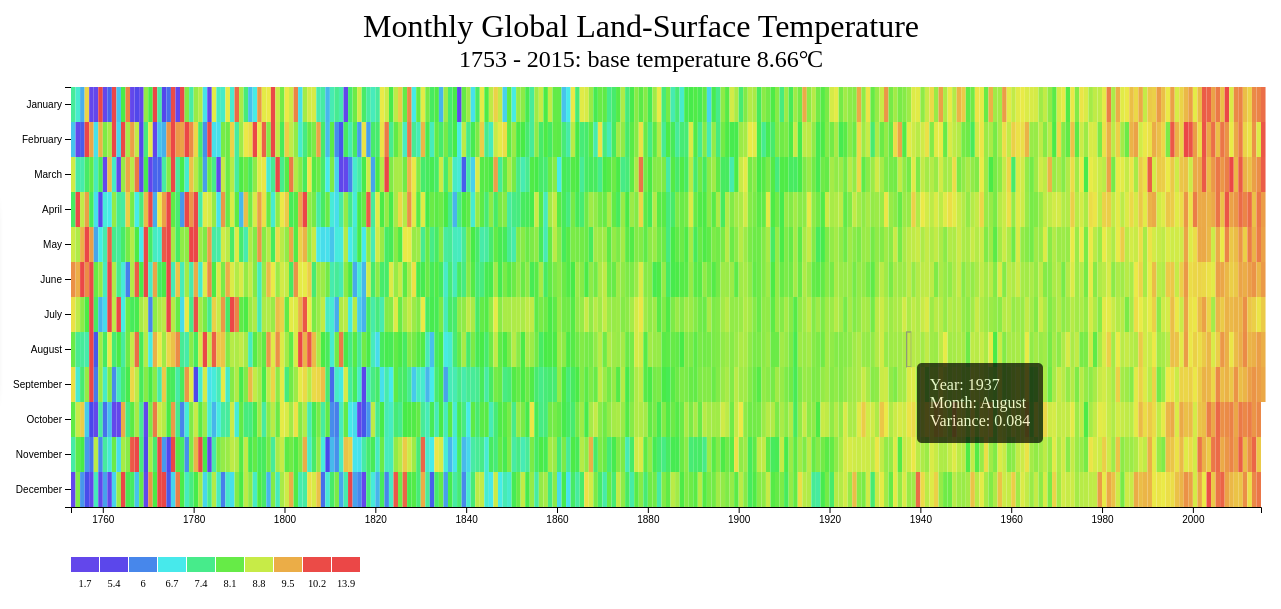 Monthly Global Land-Surface Temperature
1753 - 2015: base temperature 8.66℃
January
February
March
April
May
June
July
August
September
October
November
December
Year: 1937
Month: August
Variance: 0.084
1760 1780 1800 1820 1840 1860 1880 1900 1920 1940 1960 1980 2000
1.7 5.4 6 6.7 7.4 8.1 8.8 9.5 10.2 13.9